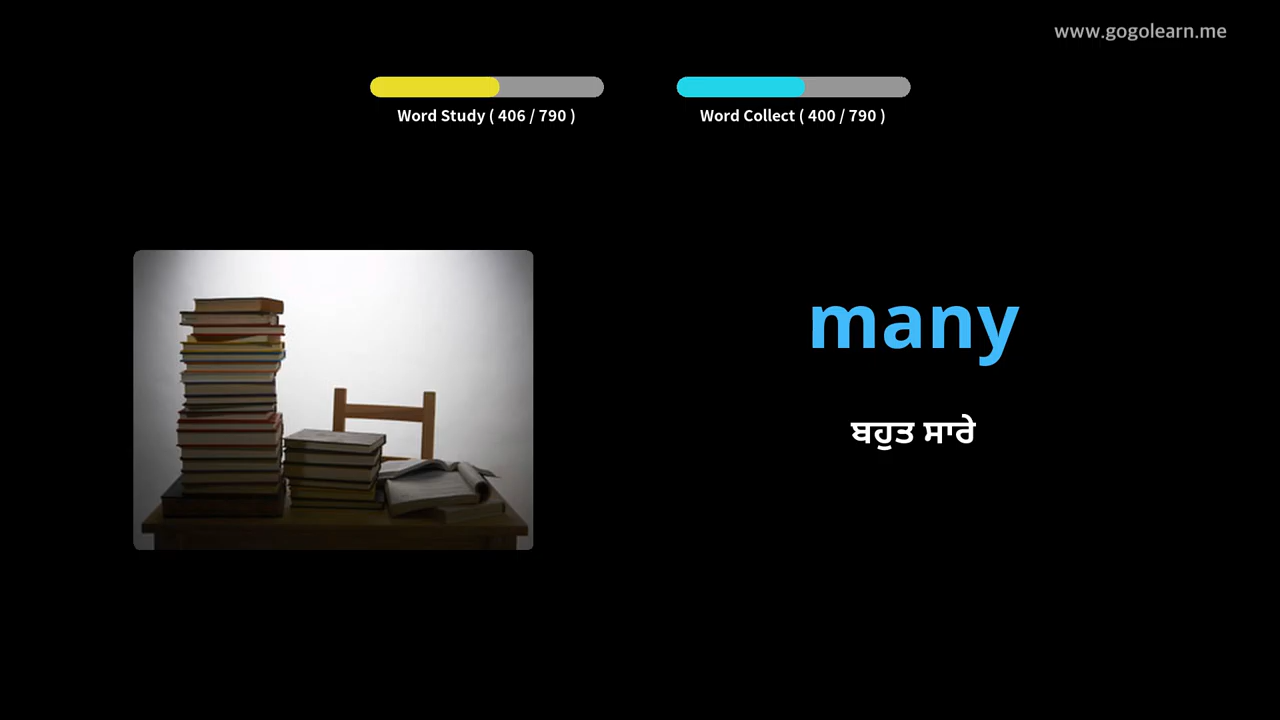 www.gogolearn.me
Word Study ( 406 / 790 )
Word Collect ( 400 / 790 )
many
ਬਹੁਤ ਸਾਰੇ